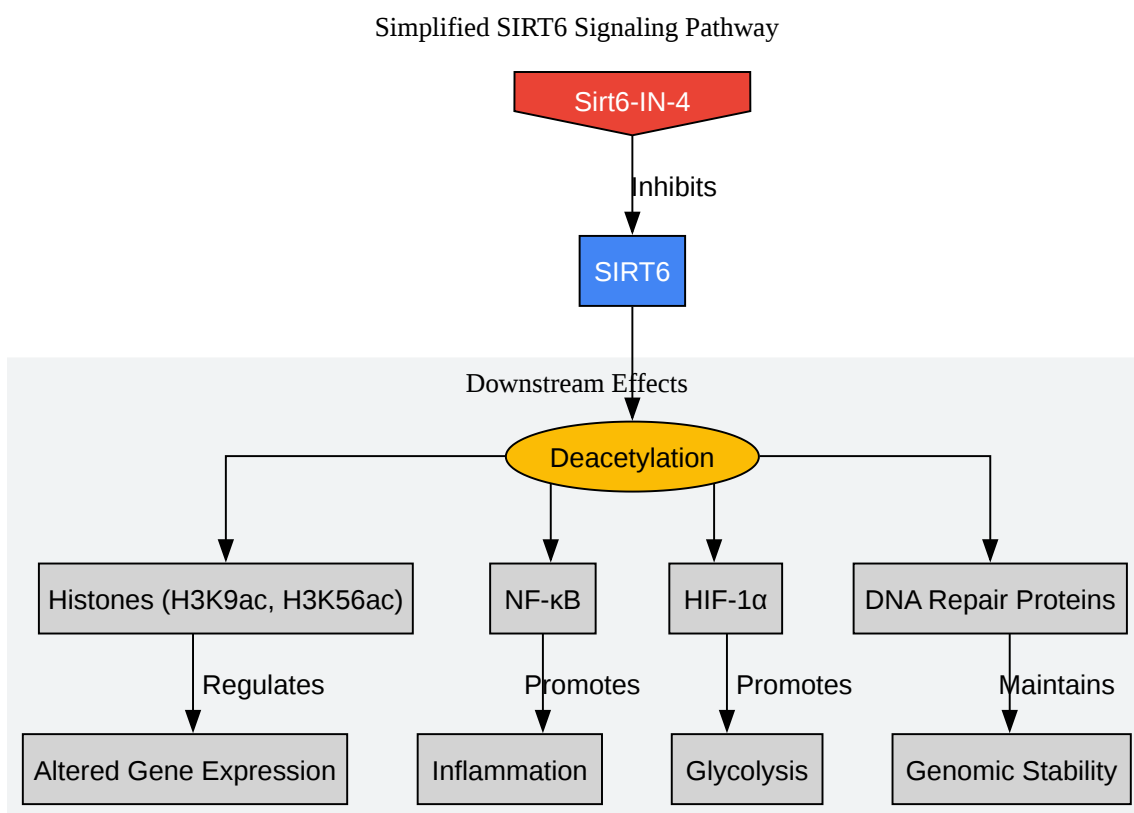 Simplified SIRT6 Signaling Pathway
Sirt6-IN-4
Inhibits
SIRT6
Downstream Effects
Deacetylation
Histones (H3K9ac, H3K56ac)
NF-κB
HIF-1α
DNA Repair Proteins
Regulates
Promotes
Promotes
Maintains
Altered Gene Expression
Inflammation
Glycolysis
Genomic Stability